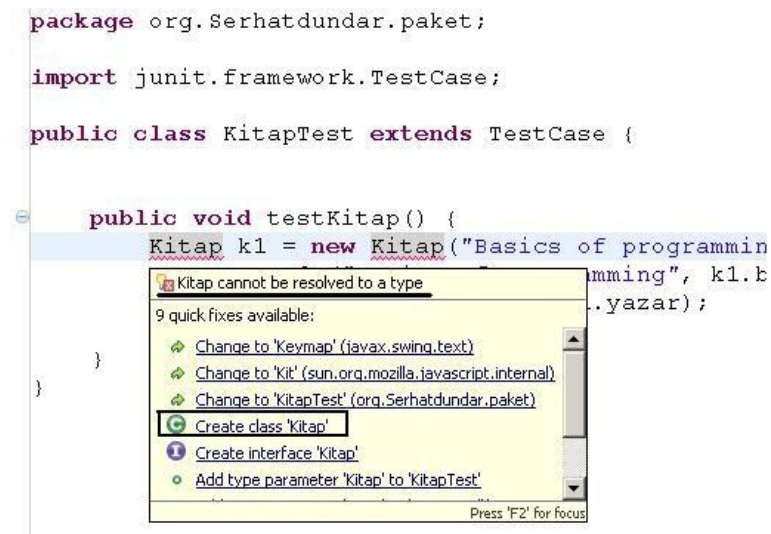 package org.Serhatdundar.paket;
import junit.framework.TestCase;
public class KitapTest extends TestCase {
public void testKitap() {
Kitap k1 = new Kitap("Basics of programmin
mming", k1.b
.yazar);
}
}
Kitap cannot be resolved to a type
9 quick fixes available:
Change to 'Keymap' (javax.swing.text)
Change to 'Kit' (sun.org.mozilla.javascript.internal)
Change to 'KitapTest' (org.Serhatdundar.paket)
Create class 'Kitap'
Create interface 'Kitap'
Add type parameter 'Kitap' to 'KitapTest'
Press 'F2' for focus